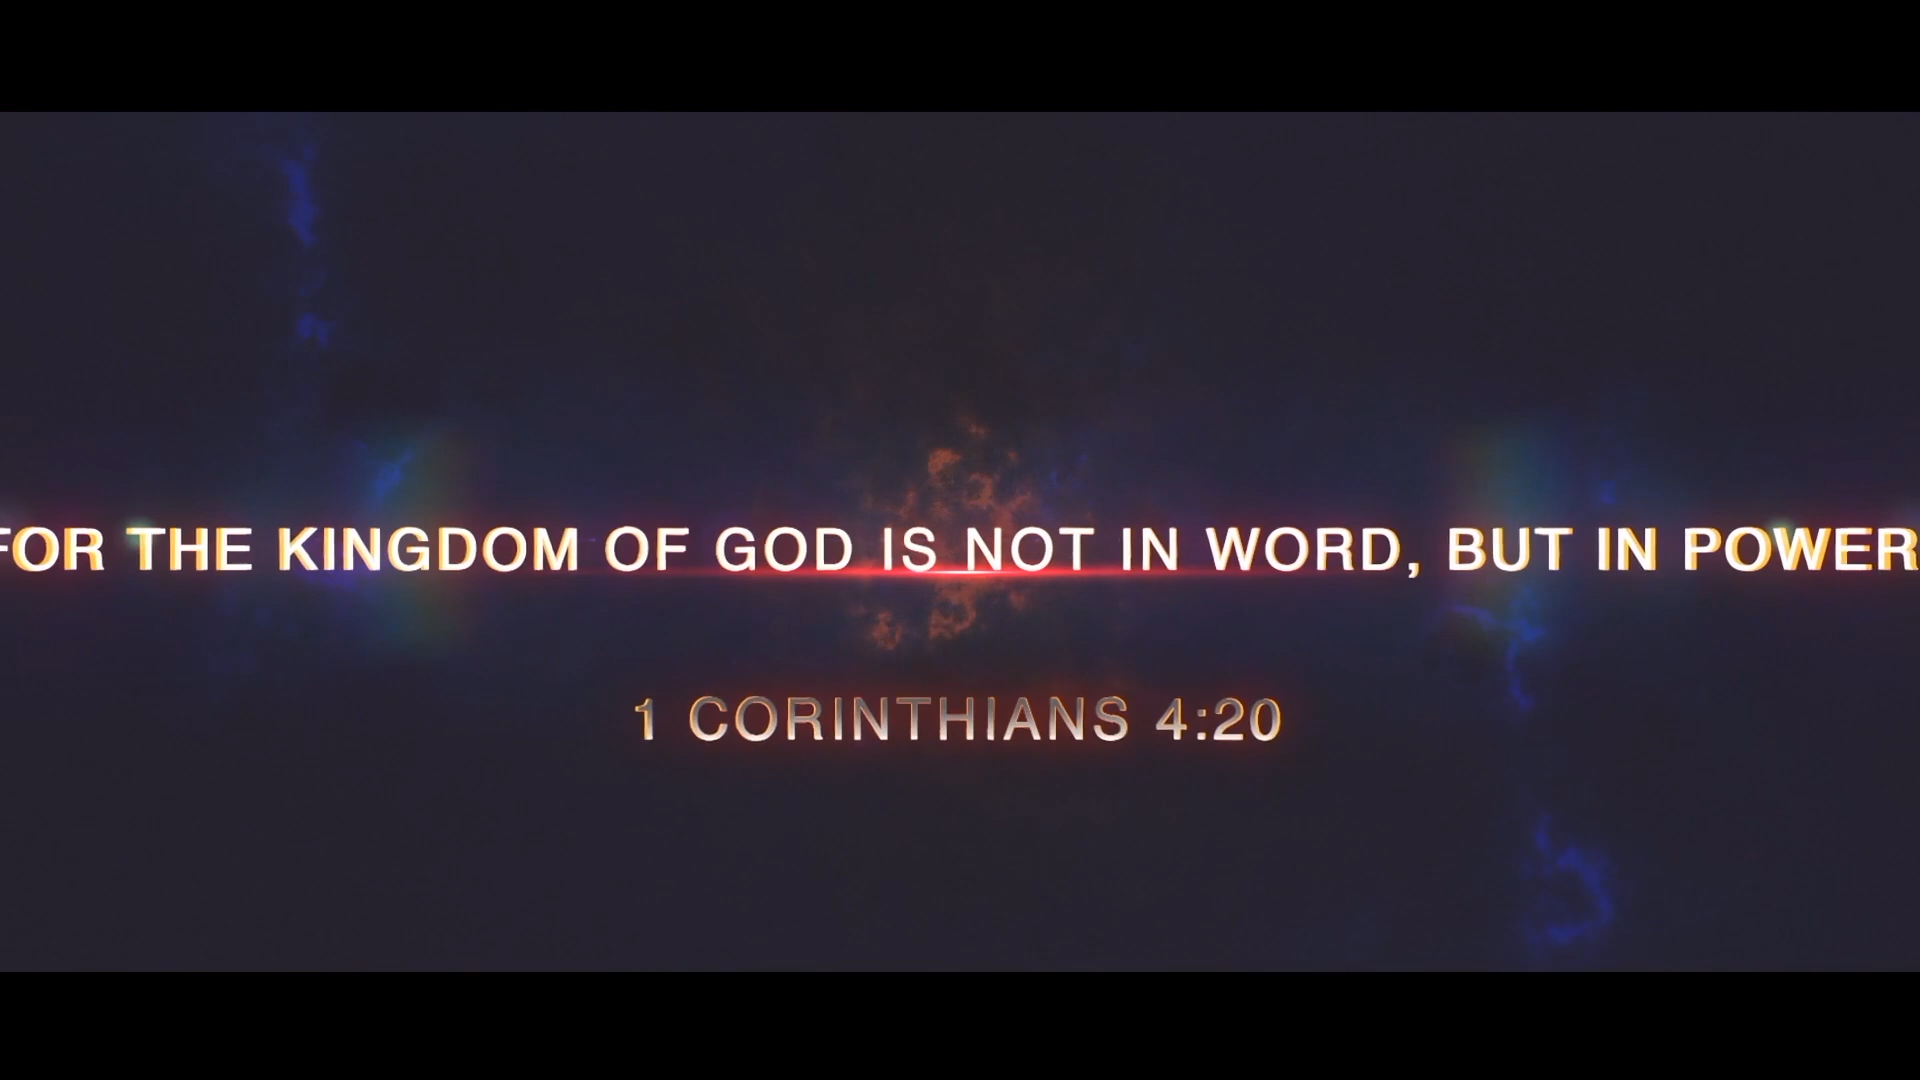 FOR THE KINGDOM OF GOD IS NOT IN WORD, BUT IN POWER
1 CORINTHIANS 4:20